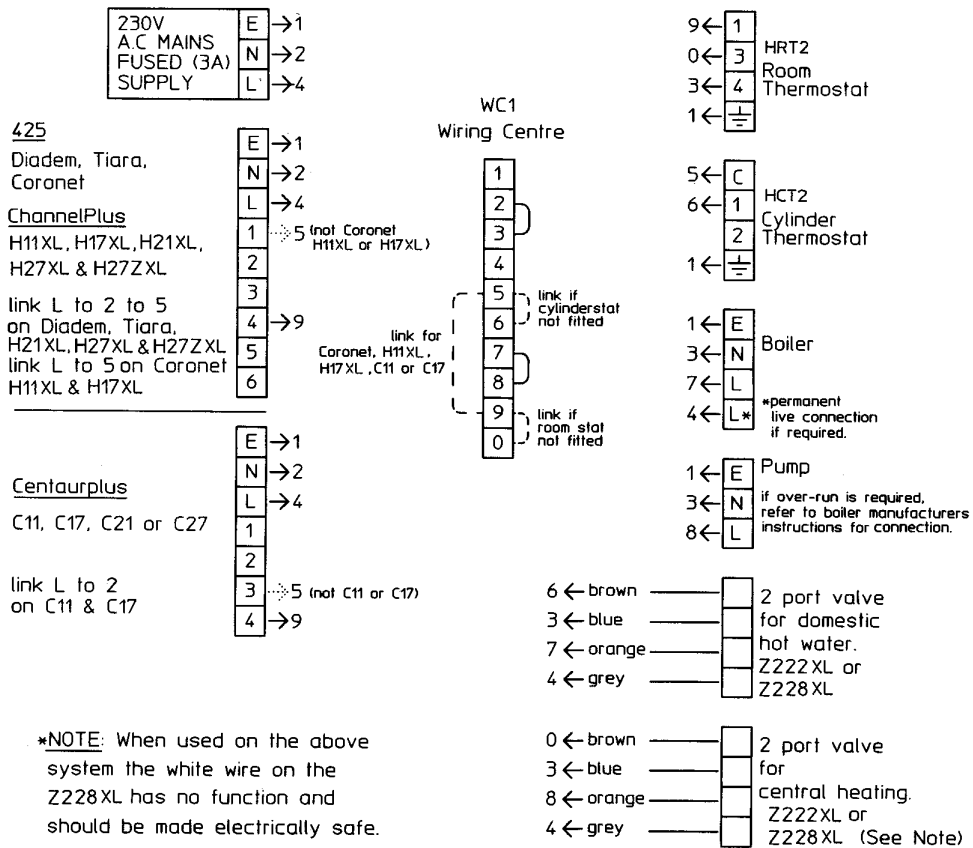 230V
A.C MAINS
FUSED (3A)
SUPPLY
E →1
N →2
L →4
425
Diadem, Tiara,
Coronet
ChannelPlus
H11XL, H17XL, H21XL,
H27XL & H27ZXL
link L to 2 to 5
on Diadem, Tiara,
H21XL, H27XL & H27ZXL
link L to 5 on Coronet
H11XL & H17XL
E →1
N →2
L →4
1 →5 (not Coronet
H11XL or H17XL)
2
3
4 →9
5
6
Centaurplus
C11, C17, C21 or C27
link L to 2
on C11 & C17
E →1
N →2
L →4
1
2
3 →5 (not C11 or C17)
4 →9
*NOTE: When used on the above
system the white wire on the
Z228XL has no function and
should be made electrically safe.
WC1
Wiring Centre
1
2
3
4
5
6
7
8
9
0
link if
cylinderstat
not fitted
link for
Coronet, H11XL,
H17XL, C11 or C17
link if
room stat
not fitted
9← 1
0← 3
3← 4
1← ⏚
HRT2
Room
Thermostat
5← C
6← 1
2
1← ⏚
HCT2
Cylinder
Thermostat
1← E
3← N
7← L
4← L*
Boiler
*permanent
live connection
if required.
1← E
3← N
8← L
Pump
if over-run is required,
refer to boiler manufacturers
instructions for connection.
6 ← brown
3 ← blue
7 ← orange
4 ← grey
2 port valve
for domestic
hot water.
Z222XL or
Z228XL
0 ← brown
3 ← blue
8 ← orange
4 ← grey
2 port valve
for
central heating.
Z222XL or
Z228XL (See Note)